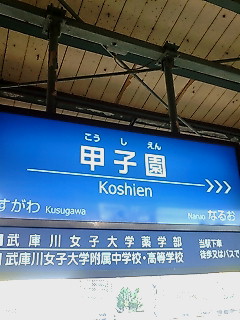 こうしえん
甲子園
Koshien
>>>
すがわ Kusugawa
Naruo なるお
武庫川女子大学薬学部 当駅下車
武庫川女子大学附属中学校・高等学校 徒歩又はバスで